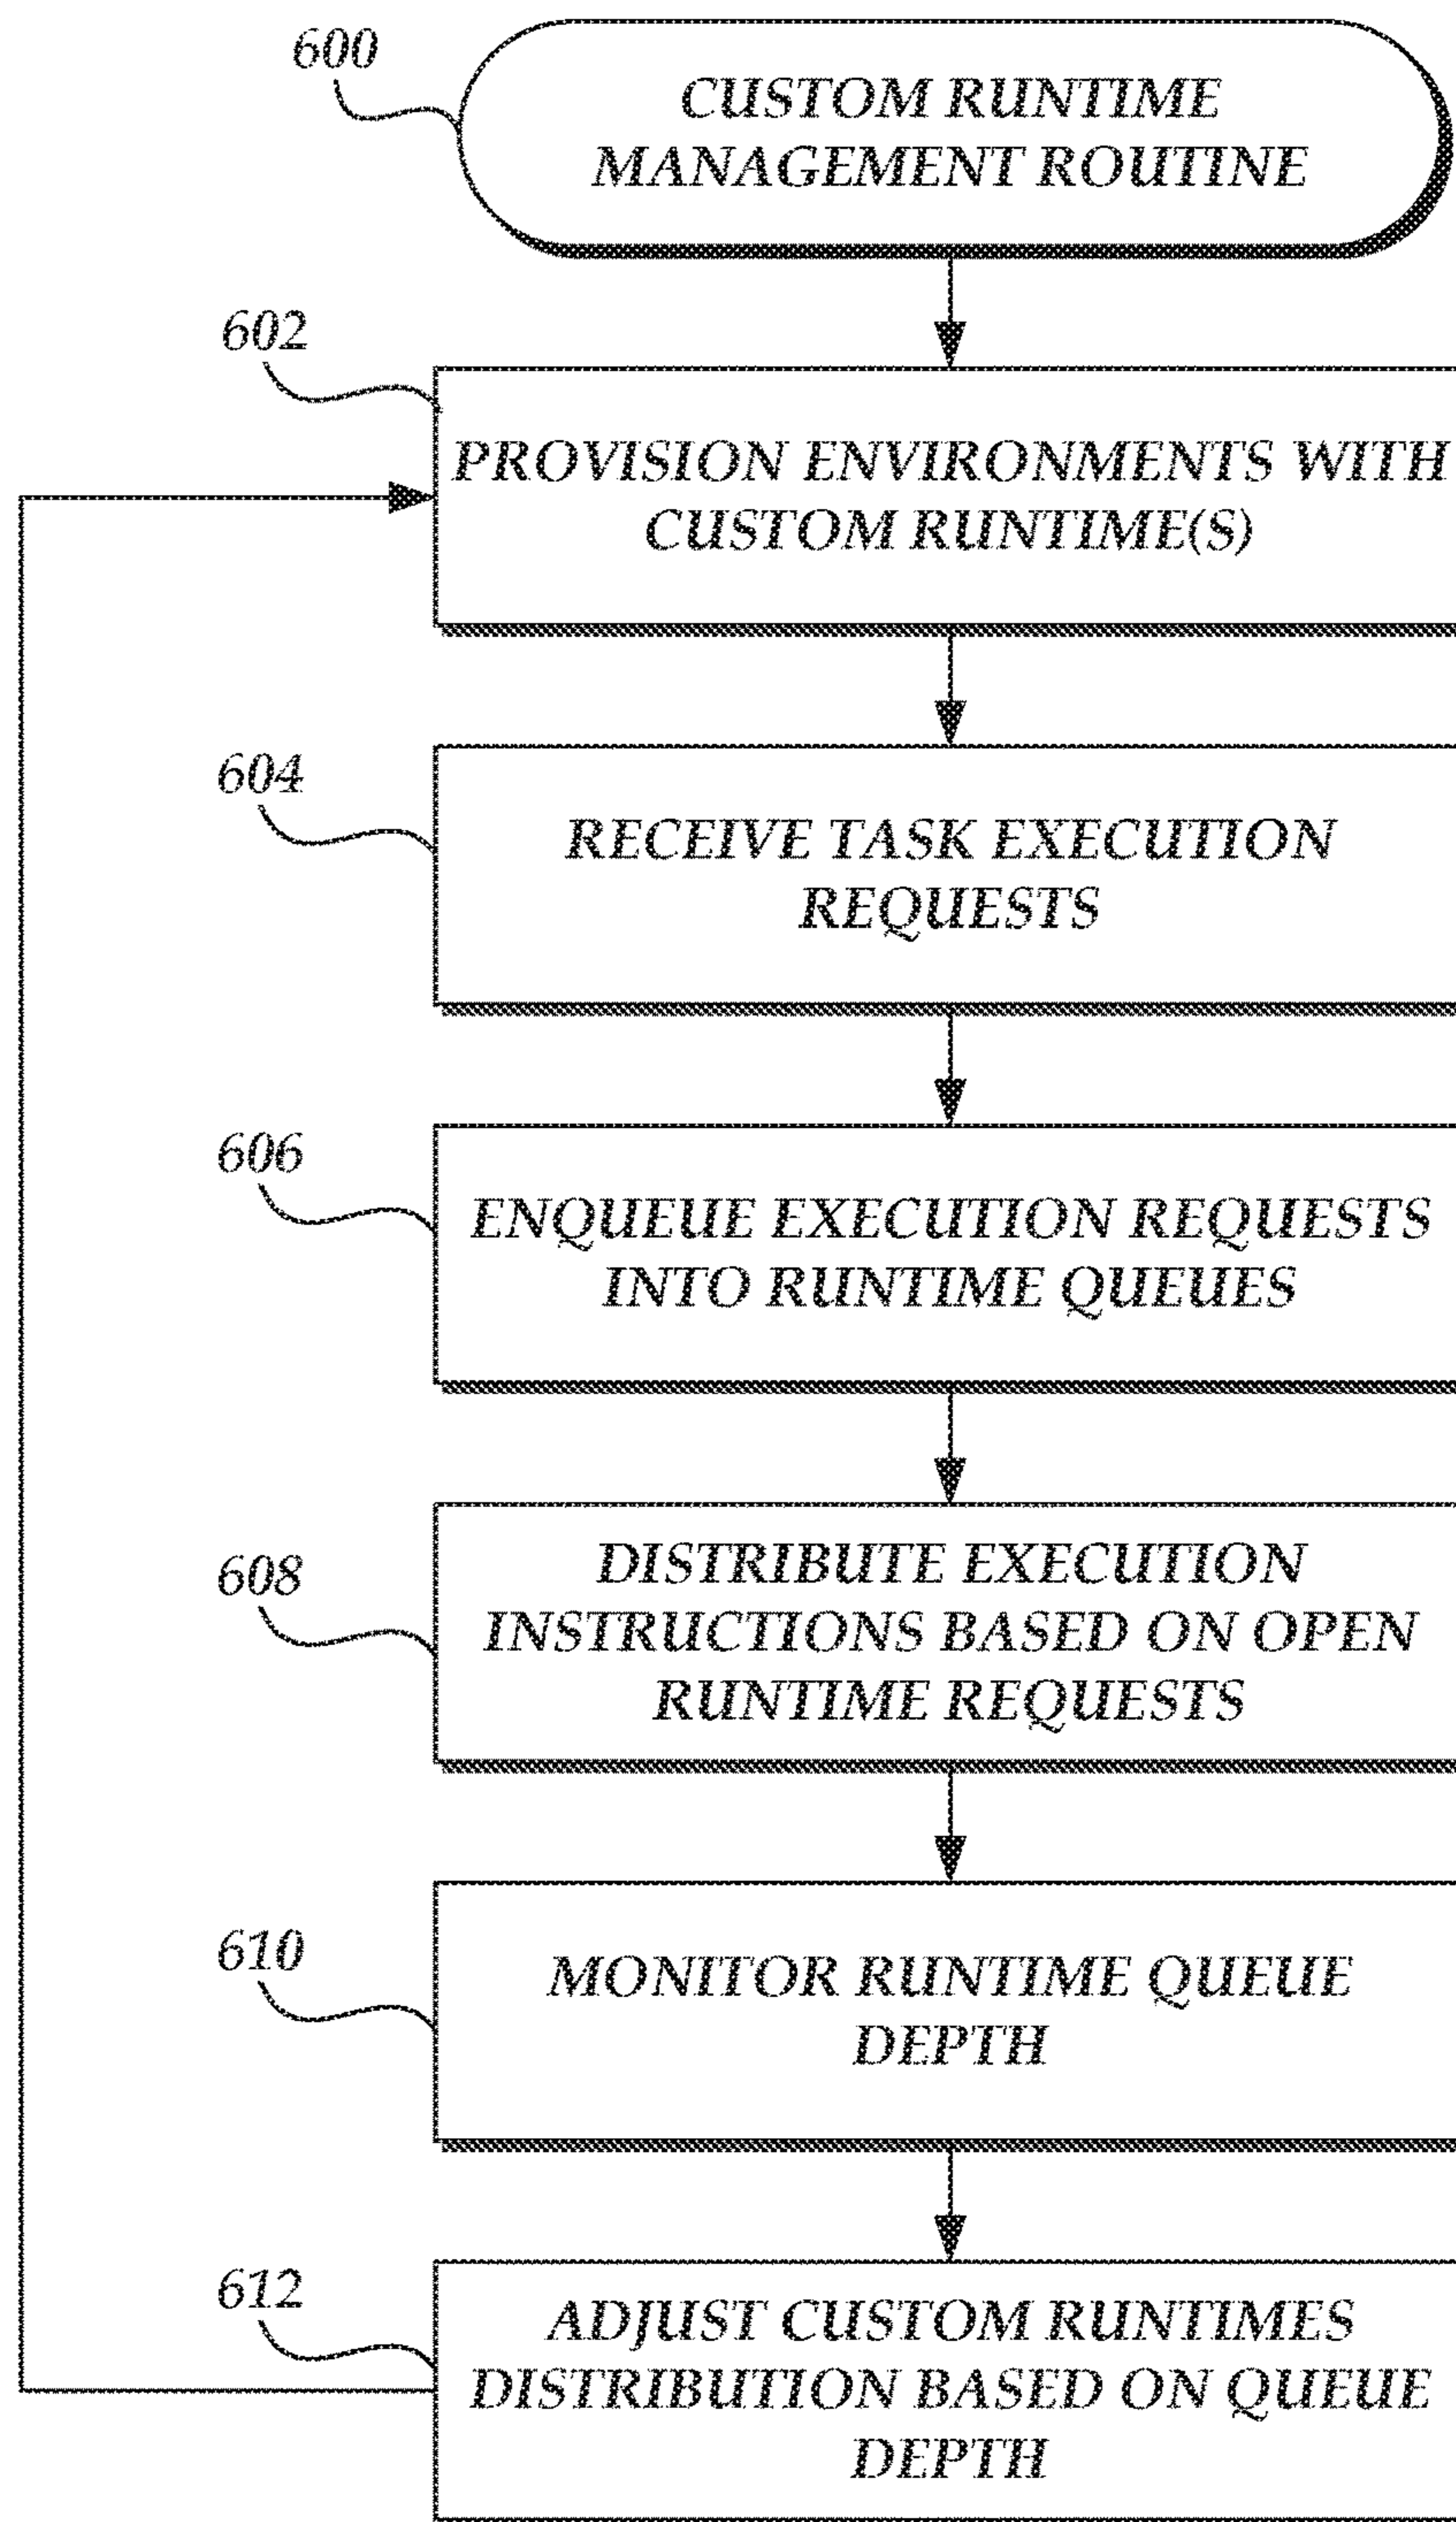 600
CUSTOM RUNTIME
MANAGEMENT ROUTINE
602
PROVISION ENVIRONMENTS WITH
CUSTOM RUNTIME(S)
604
RECEIVE TASK EXECUTION
REQUESTS
606
ENQUEUE EXECUTION REQUESTS
INTO RUNTIME QUEUES
608
DISTRIBUTE EXECUTION
INSTRUCTIONS BASED ON OPEN
RUNTIME REQUESTS
610
MONITOR RUNTIME QUEUE
DEPTH
612
ADJUST CUSTOM RUNTIMES
DISTRIBUTION BASED ON QUEUE
DEPTH